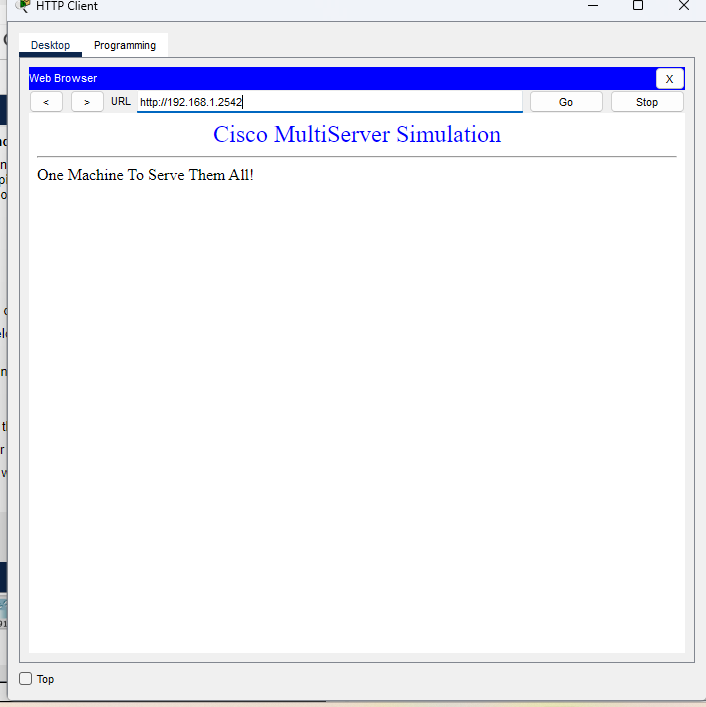 HTTP Client
Desktop Programming
Web Browser X
< > URL http://192.168.1.2542 Go Stop
Cisco MultiServer Simulation
One Machine To Serve Them All!
Top